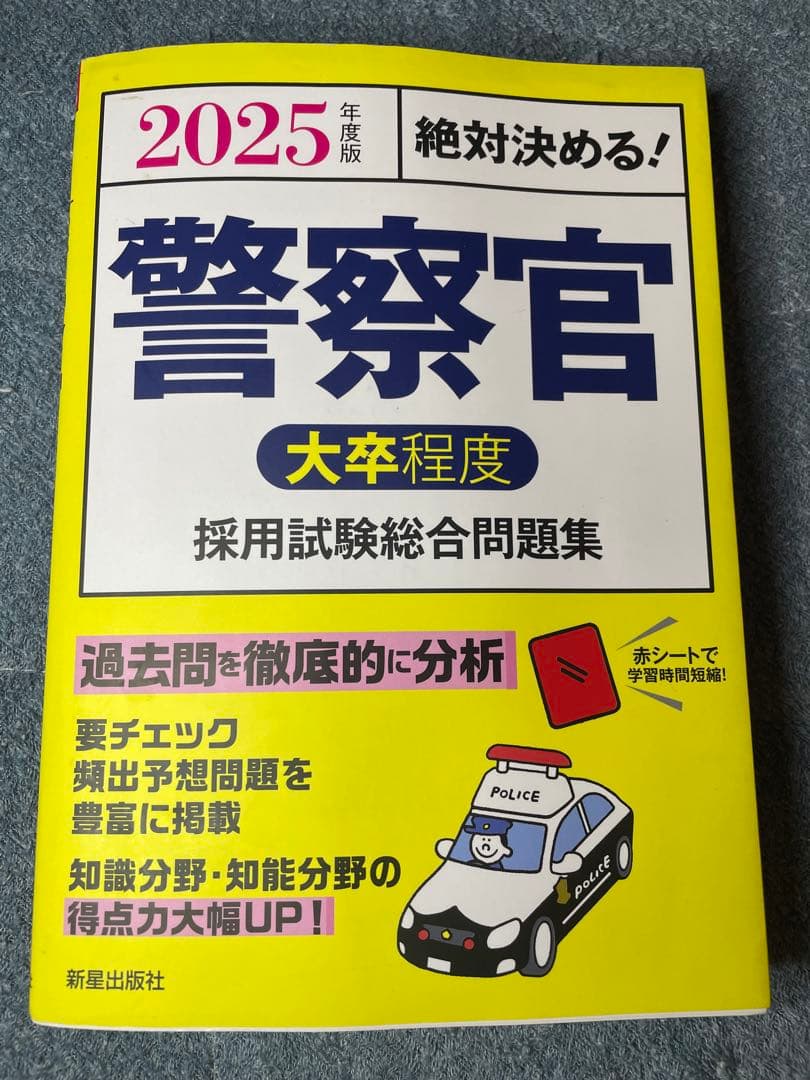 2025年度版
絶対決める!
警察官
大卒程度
採用試験総合問題集
過去問を徹底的に分析
赤シートで
学習時間短縮!
要チェック
頻出予想問題を
豊富に掲載
知識分野・知能分野の
得点力大幅UP!
POLICE
POLICE
新星出版社